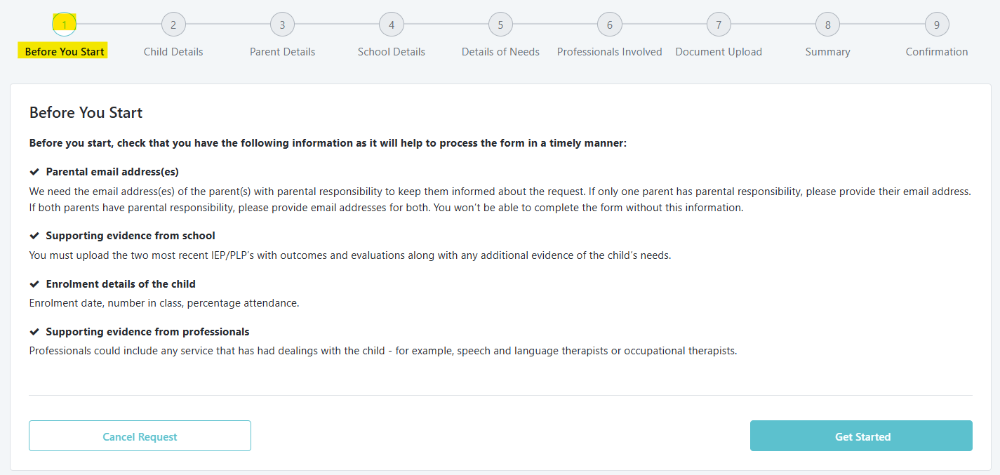 1 2 3 4 5 6 7 8 9
Before You Start Child Details Parent Details School Details Details of Needs Professionals Involved Document Upload Summary Confirmation
Before You Start
Before you start, check that you have the following information as it will help to process the form in a timely manner:
✔ Parental email address(es)
We need the email address(es) of the parent(s) with parental responsibility to keep them informed about the request. If only one parent has parental responsibility, please provide their email address.
If both parents have parental responsibility, please provide email addresses for both. You won't be able to complete the form without this information.
✔ Supporting evidence from school
You must upload the two most recent IEP/PLP's with outcomes and evaluations along with any additional evidence of the child's needs.
✔ Enrolment details of the child
Enrolment date, number in class, percentage attendance.
✔ Supporting evidence from professionals
Professionals could include any service that has had dealings with the child - for example, speech and language therapists or occupational therapists.
Cancel Request Get Started